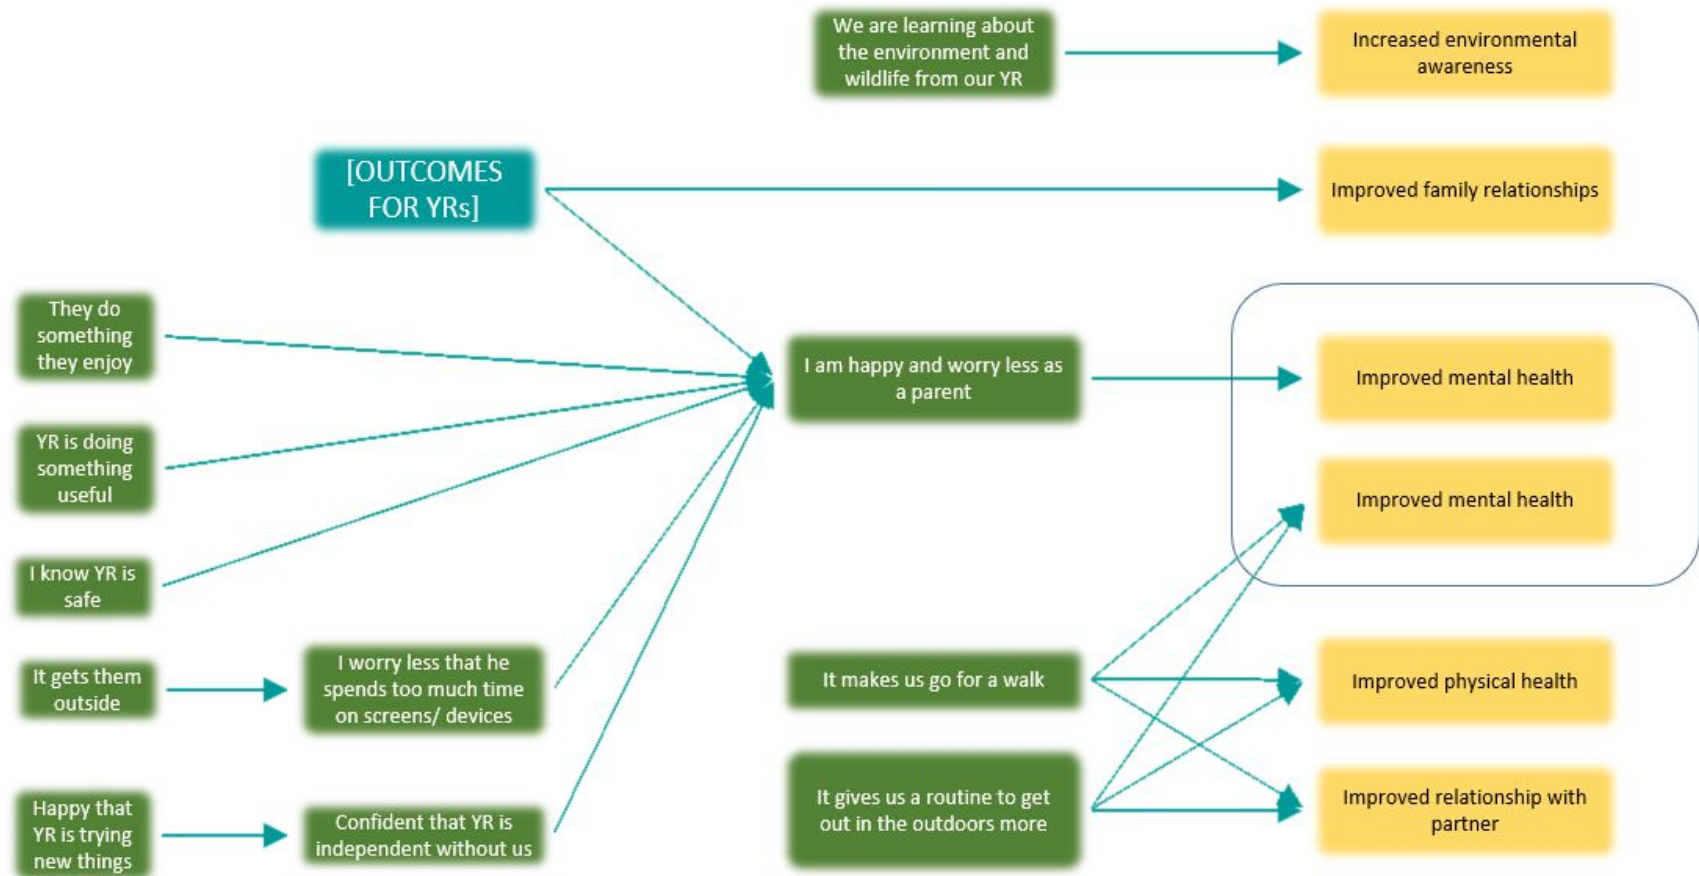 We are learning about
the environment and
wildlife from our YR
Increased environmental
awareness
[OUTCOMES
FOR YRs]
Improved family relationships
They do
something
they enjoy
I am happy and worry less as
a parent
Improved mental health
YR is doing
something
useful
Improved mental health
I know YR is
safe
It gets them
outside
I worry less that he
spends too much time
on screens/ devices
It makes us go for a walk
Improved physical health
Happy that
YR is trying
new things
Confident that YR is
independent without us
It gives us a routine to get
out in the outdoors more
Improved relationship with
partner